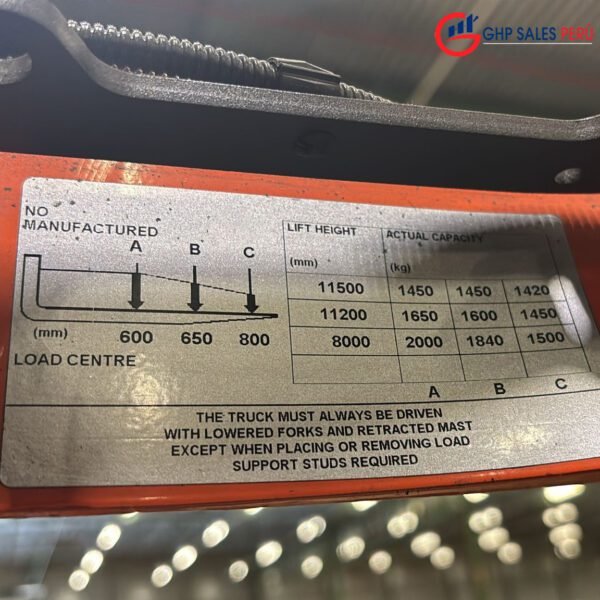 GHP SALES PERÚ
NO
MANUFACTURED
A B C
(mm) 600 650 800
LOAD CENTRE
LIFT HEIGHT ACTUAL CAPACITY
(mm) (kg)
11500 1450 1450 1420
11200 1650 1600 1450
8000 2000 1840 1500
A B C
THE TRUCK MUST ALWAYS BE DRIVEN
WITH LOWERED FORKS AND RETRACTED MAST
EXCEPT WHEN PLACING OR REMOVING LOAD
SUPPORT STUDS REQUIRED